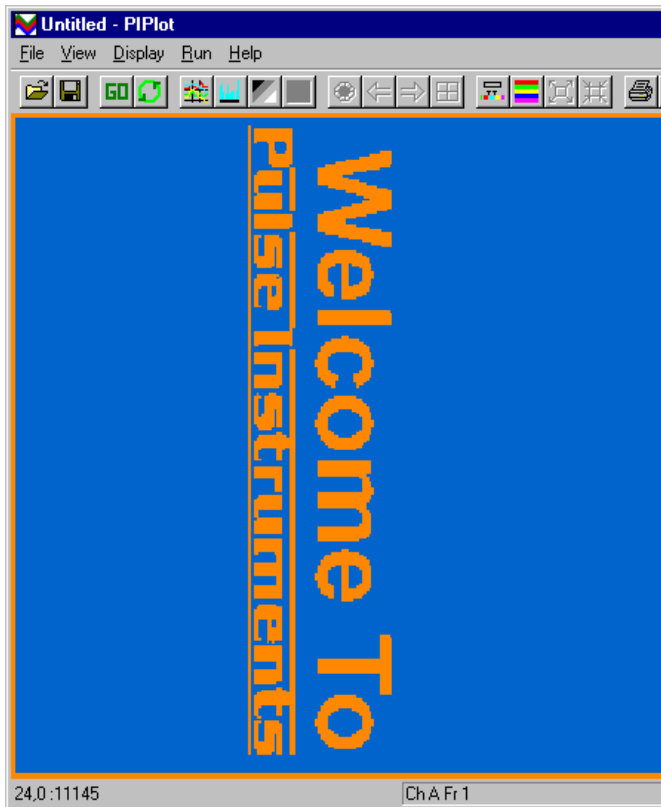 Untitled - PIPlot
File View Display Run Help
GO
Welcome To
Pulse Instruments
24,0 :11145
Ch A Fr 1